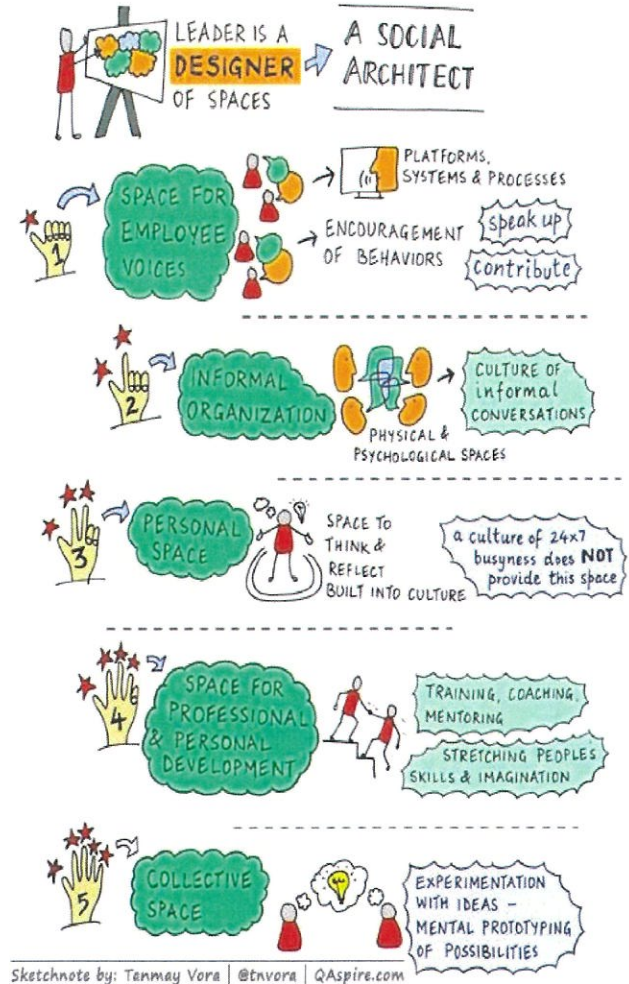 LEADER IS A
DESIGNER
OF SPACES
A SOCIAL
ARCHITECT
1
SPACE FOR
EMPLOYEE
VOICES
PLATFORMS,
SYSTEMS & PROCESSES
ENCOURAGEMENT
OF BEHAVIORS
speak up
contribute
2
INFORMAL
ORGANIZATION
PHYSICAL &
PSYCHOLOGICAL SPACES
CULTURE OF
informal
CONVERSATIONS
3
PERSONAL
SPACE
SPACE TO
THINK &
REFLECT
BUILT INTO CULTURE
a culture of 24x7
busyness does NOT
provide this space
4
SPACE FOR
PROFESSIONAL
& PERSONAL
DEVELOPMENT
TRAINING, COACHING,
MENTORING
STRETCHING PEOPLE'S
SKILLS & IMAGINATION
5
COLLECTIVE
SPACE
EXPERIMENTATION
WITH IDEAS –
MENTAL PROTOTYPING
OF POSSIBILITIES
Sketchnote by: Tanmay Vora | @tnvora | QAspire.com